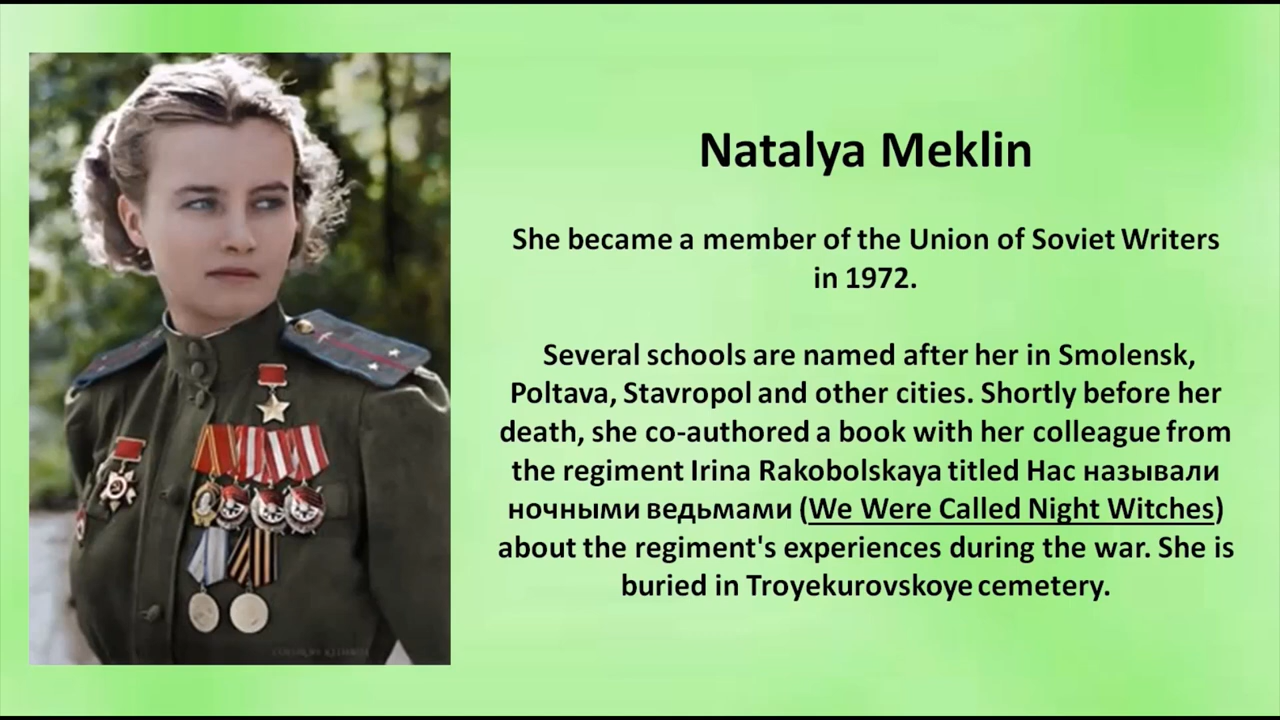 Natalya Meklin
She became a member of the Union of Soviet Writers
in 1972.
Several schools are named after her in Smolensk,
Poltava, Stavropol and other cities. Shortly before her
death, she co-authored a book with her colleague from
the regiment Irina Rakobolskaya titled Нас называли
ночными ведьмами (We Were Called Night Witches)
about the regiment's experiences during the war. She is
buried in Troyekurovskoye cemetery.